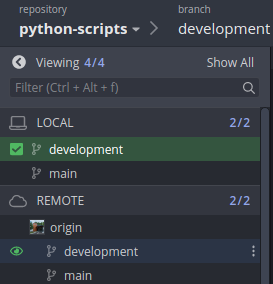 repository
branch
python-scripts
development
Viewing 4/4
Show All
Filter (Ctrl + Alt + f)
LOCAL
2/2
development
main
REMOTE
2/2
origin
development
main